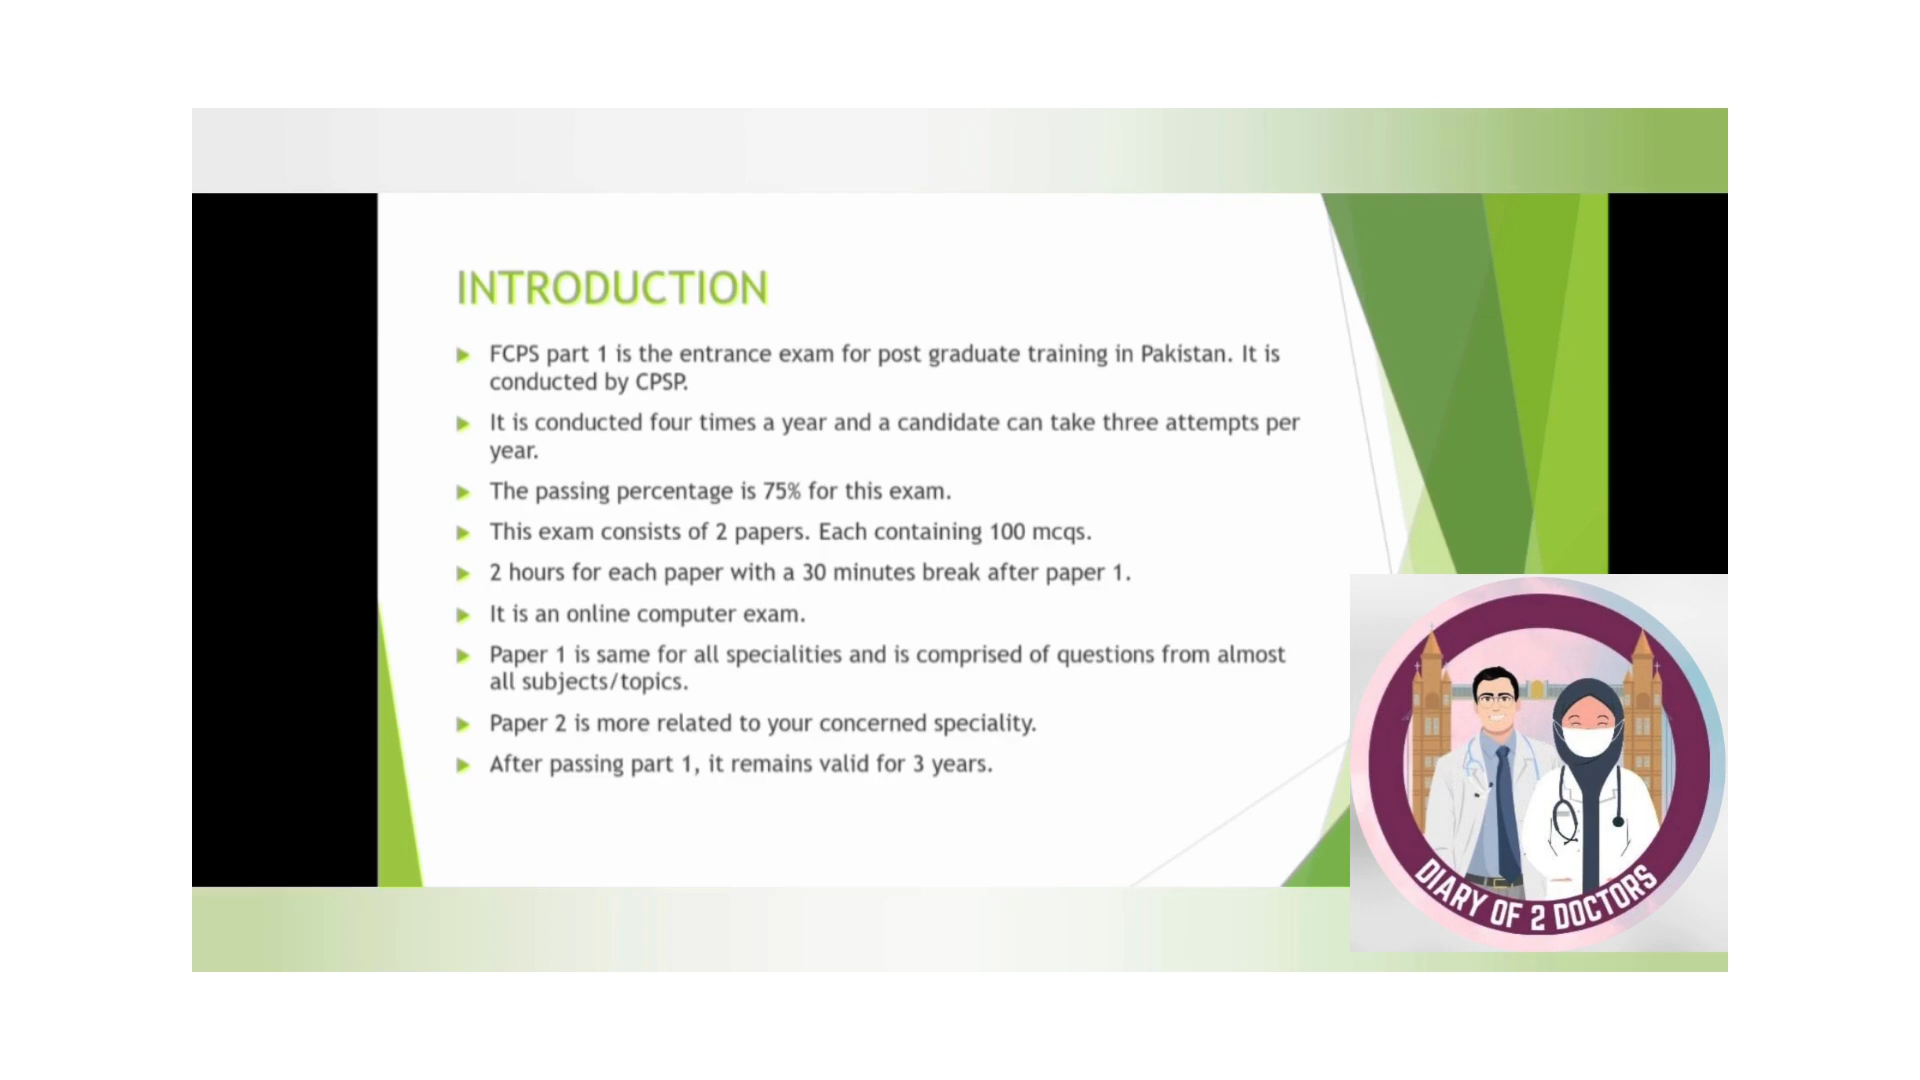 INTRODUCTION
FCPS part 1 is the entrance exam for post graduate training in Pakistan. It is
conducted by CPSP.
It is conducted four times a year and a candidate can take three attempts per
year.
The passing percentage is 75% for this exam.
This exam consists of 2 papers. Each containing 100 mcqs.
2 hours for each paper with a 30 minutes break after paper 1.
It is an online computer exam.
Paper 1 is same for all specialities and is comprised of questions from almost
all subjects/topics.
Paper 2 is more related to your concerned speciality.
After passing part 1, it remains valid for 3 years.
DIARY OF 2 DOCTORS